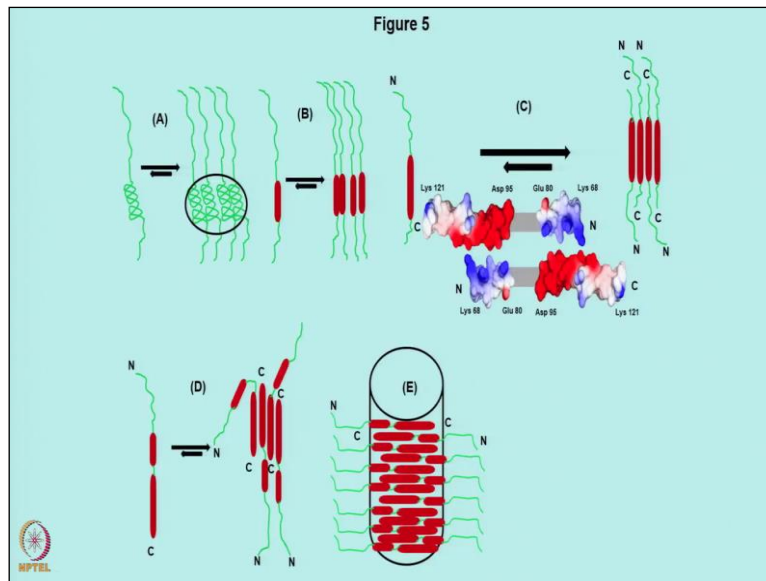 Figure 5
(A)
(B)
N
(C)
N N
C C
Lys 121
Asp 95
Glu 80
Lys 68
C
N
C
C
N
N
N
C
Lys 68
Glu 80
Asp 95
Lys 121
N
(D)
C
C
N
C
C
C
N
N
(E)
N
C
C
N
NPTEL